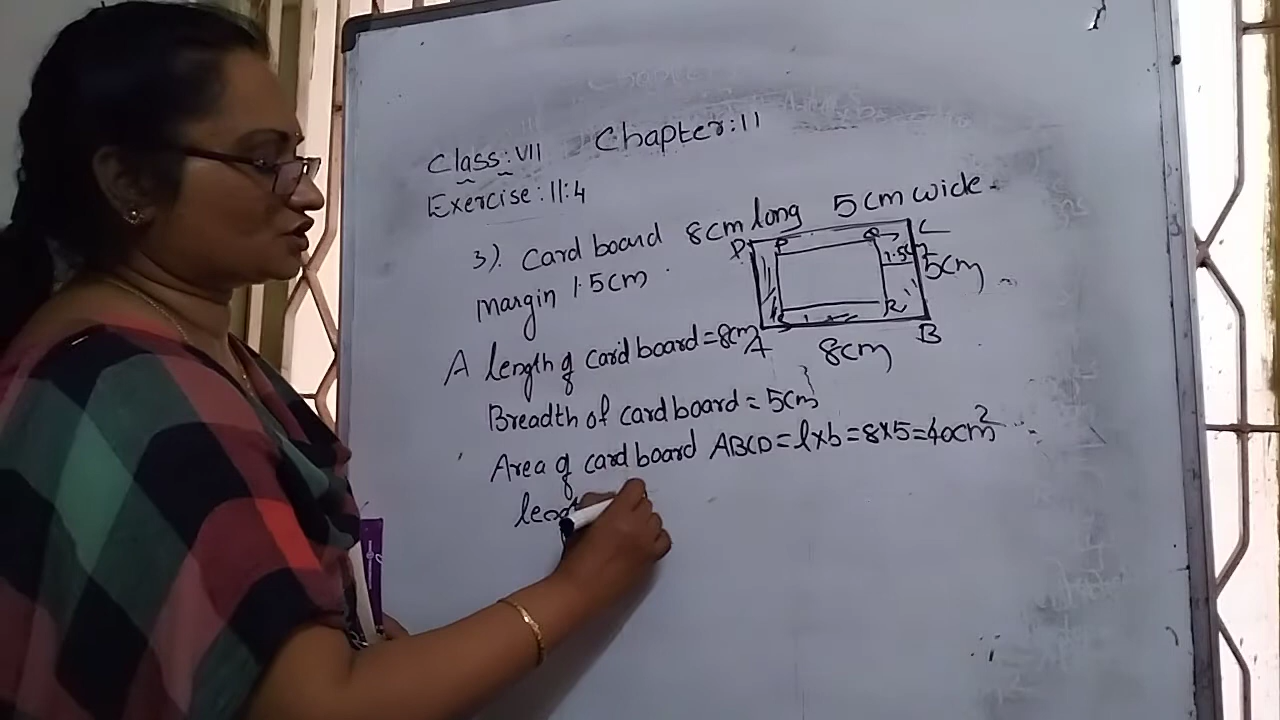 Class: VII Chapter: 11
Exercise: 11:4
3). Card board 8cm long 5cm wide
margin 1.5cm
D P Q C
1.5cm
5cm
S R
A B
8cm
A length of card board = 8cm
Breadth of card board = 5cm
Area of card board ABCD = l×b = 8×5 = 40cm²
leng